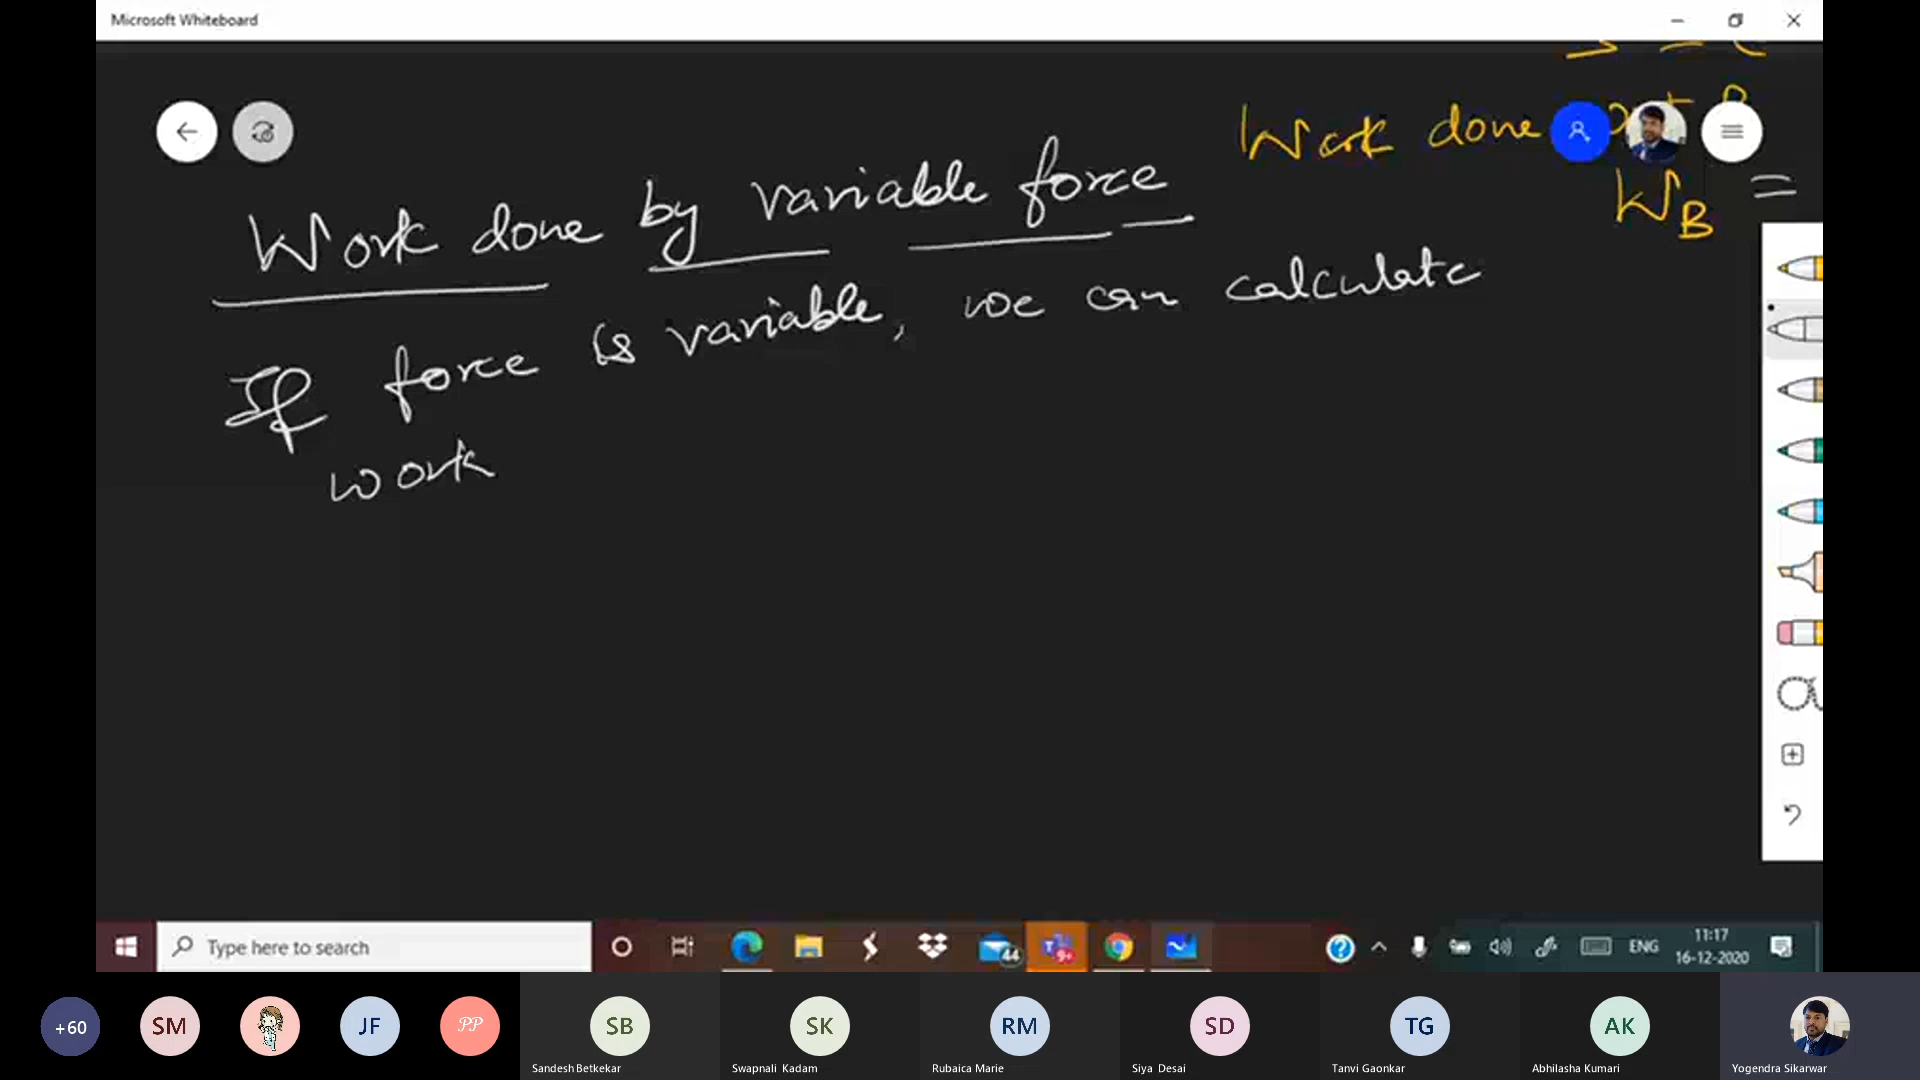 Microsoft Whiteboard
Work done
W_B =
Work done by variable force
If force is variable, we can calculate
work
Type here to search
44
9+
ENG
11:17
16-12-2020
+60
SM
JF
PP
SB
SK
RM
SD
TG
AK
Sandesh Betkekar
Swapnali Kadam
Rubaica Marie
Siya Desai
Tanvi Gaonkar
Abhilasha Kumari
Yogendra Sikarwar